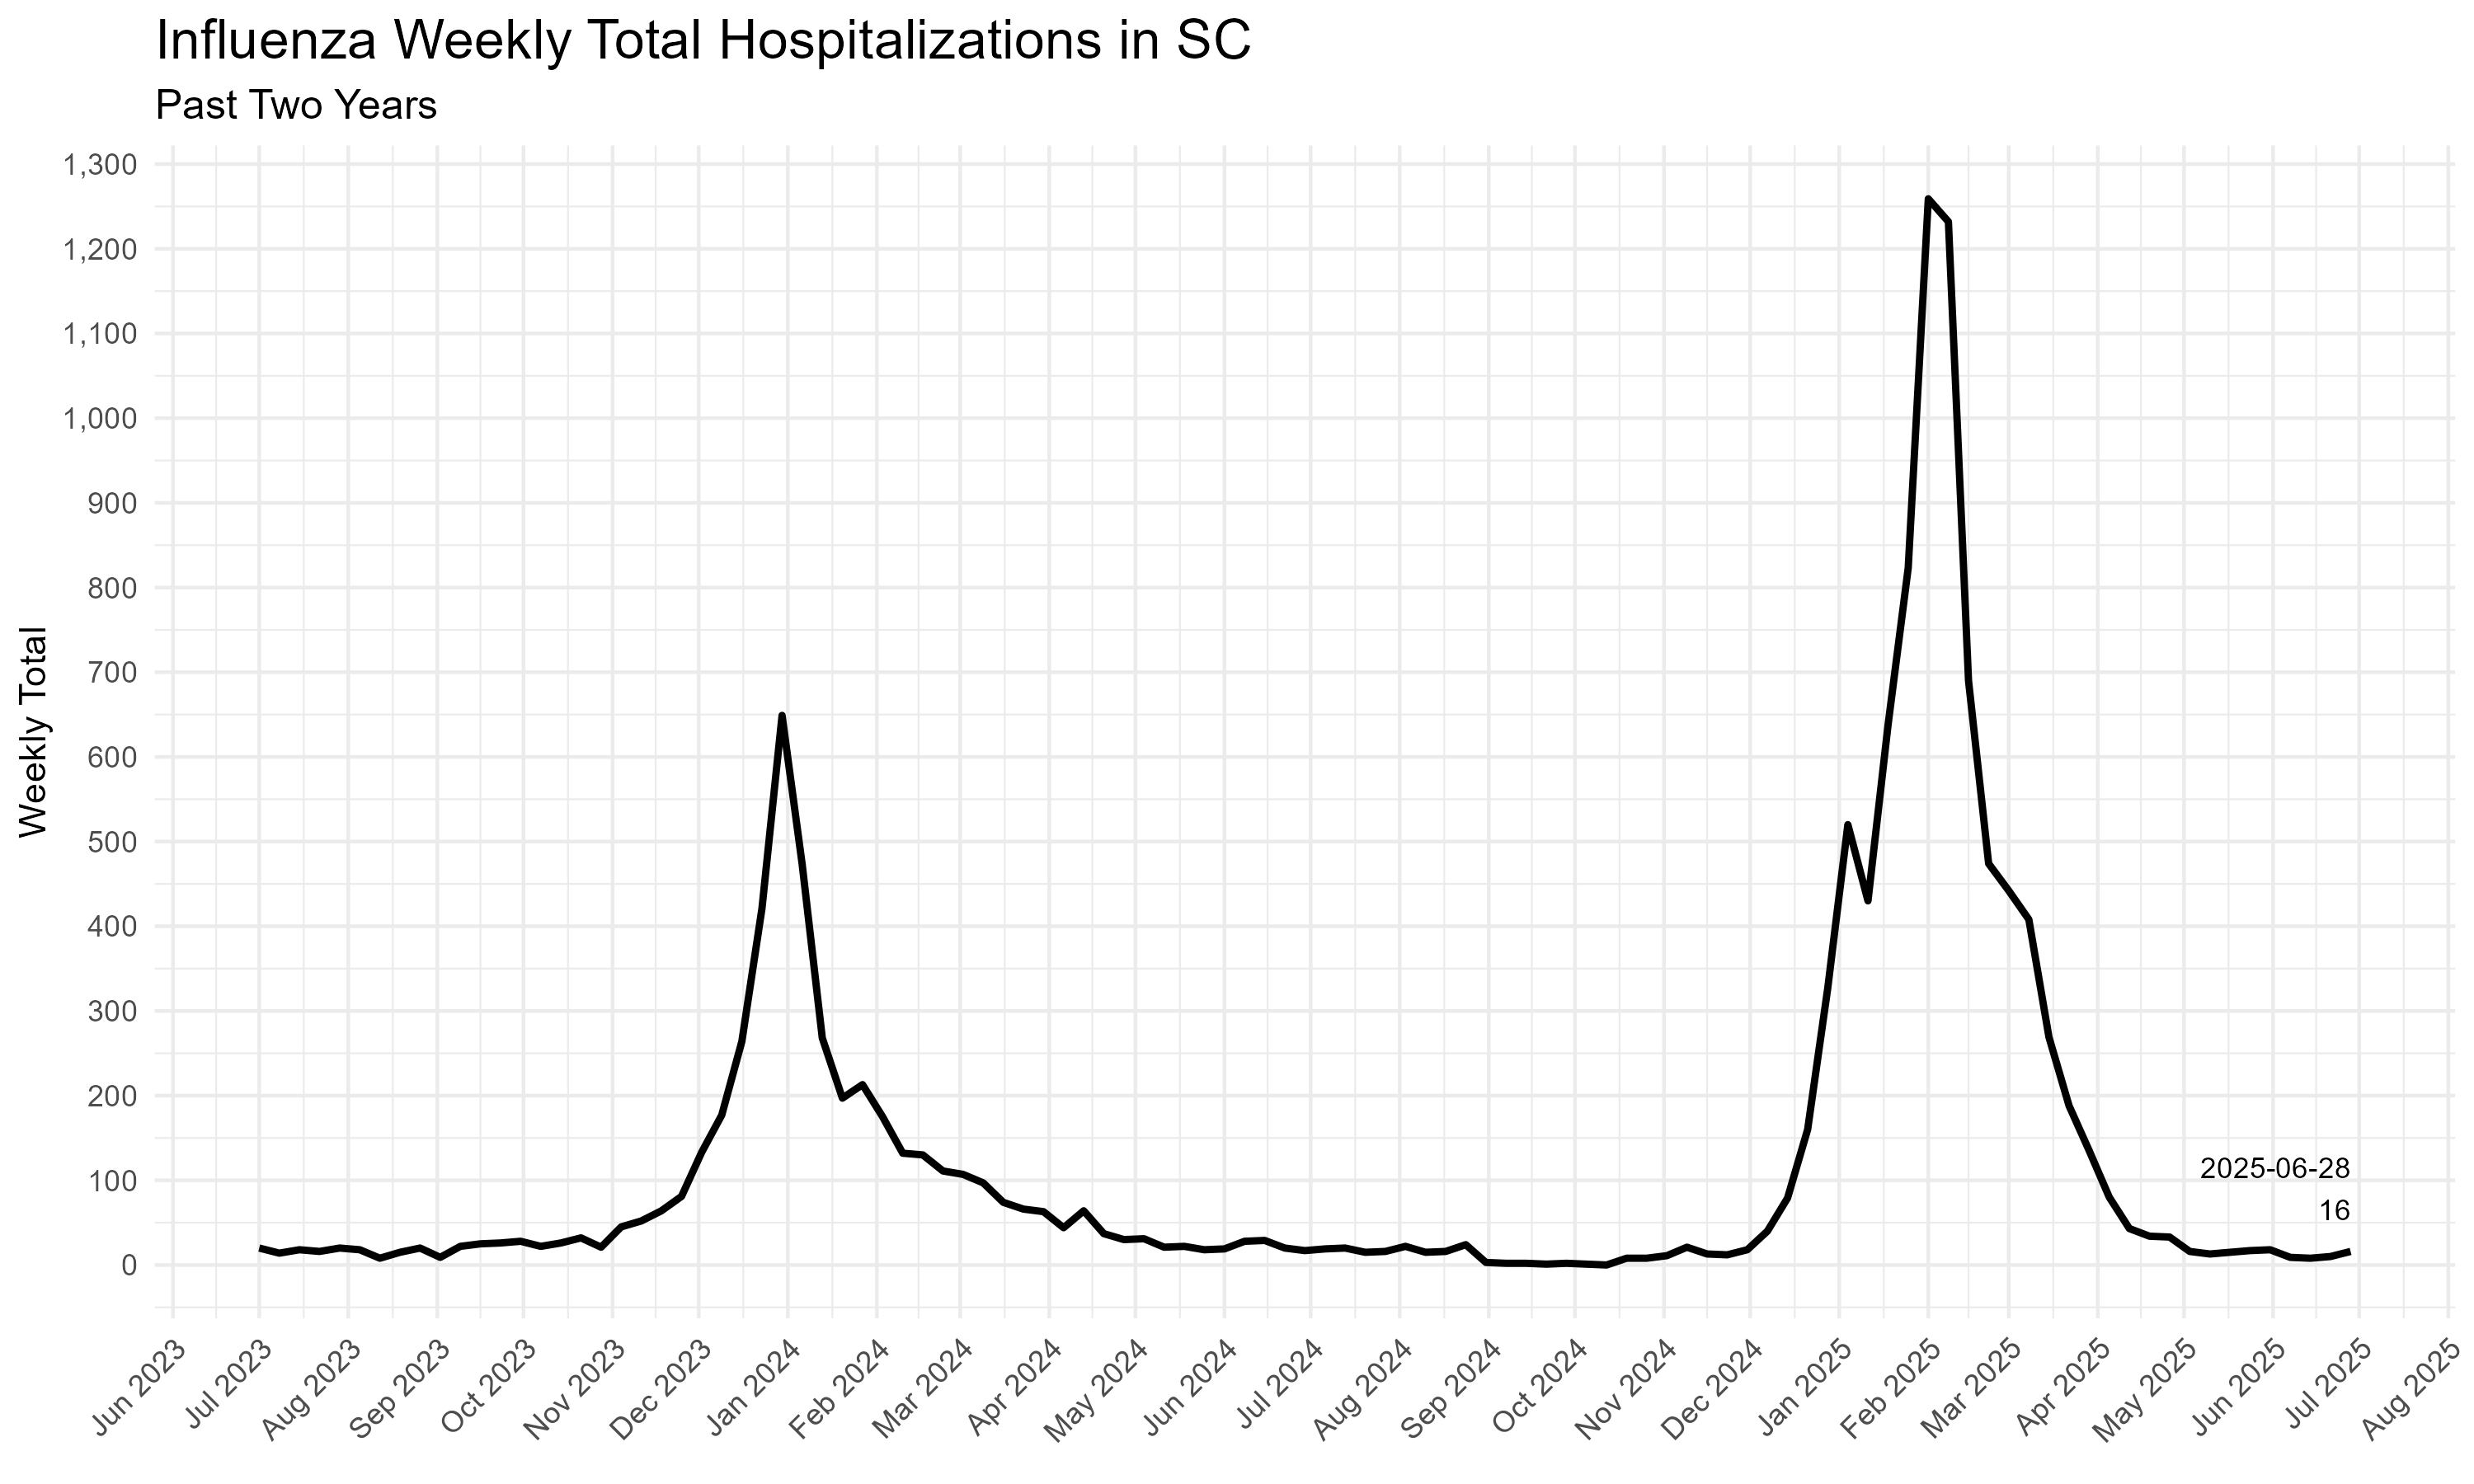 Influenza Weekly Total Hospitalizations in SC
Past Two Years
1,300
1,200
1,100
1,000
900
800
700
600
500
400
300
200
100
0
Weekly Total
2025-06-28
16
Jun 2023
Jul 2023
Aug 2023
Sep 2023
Oct 2023
Nov 2023
Dec 2023
Jan 2024
Feb 2024
Mar 2024
Apr 2024
May 2024
Jun 2024
Jul 2024
Aug 2024
Sep 2024
Oct 2024
Nov 2024
Dec 2024
Jan 2025
Feb 2025
Mar 2025
Apr 2025
May 2025
Jun 2025
Jul 2025
Aug 2025